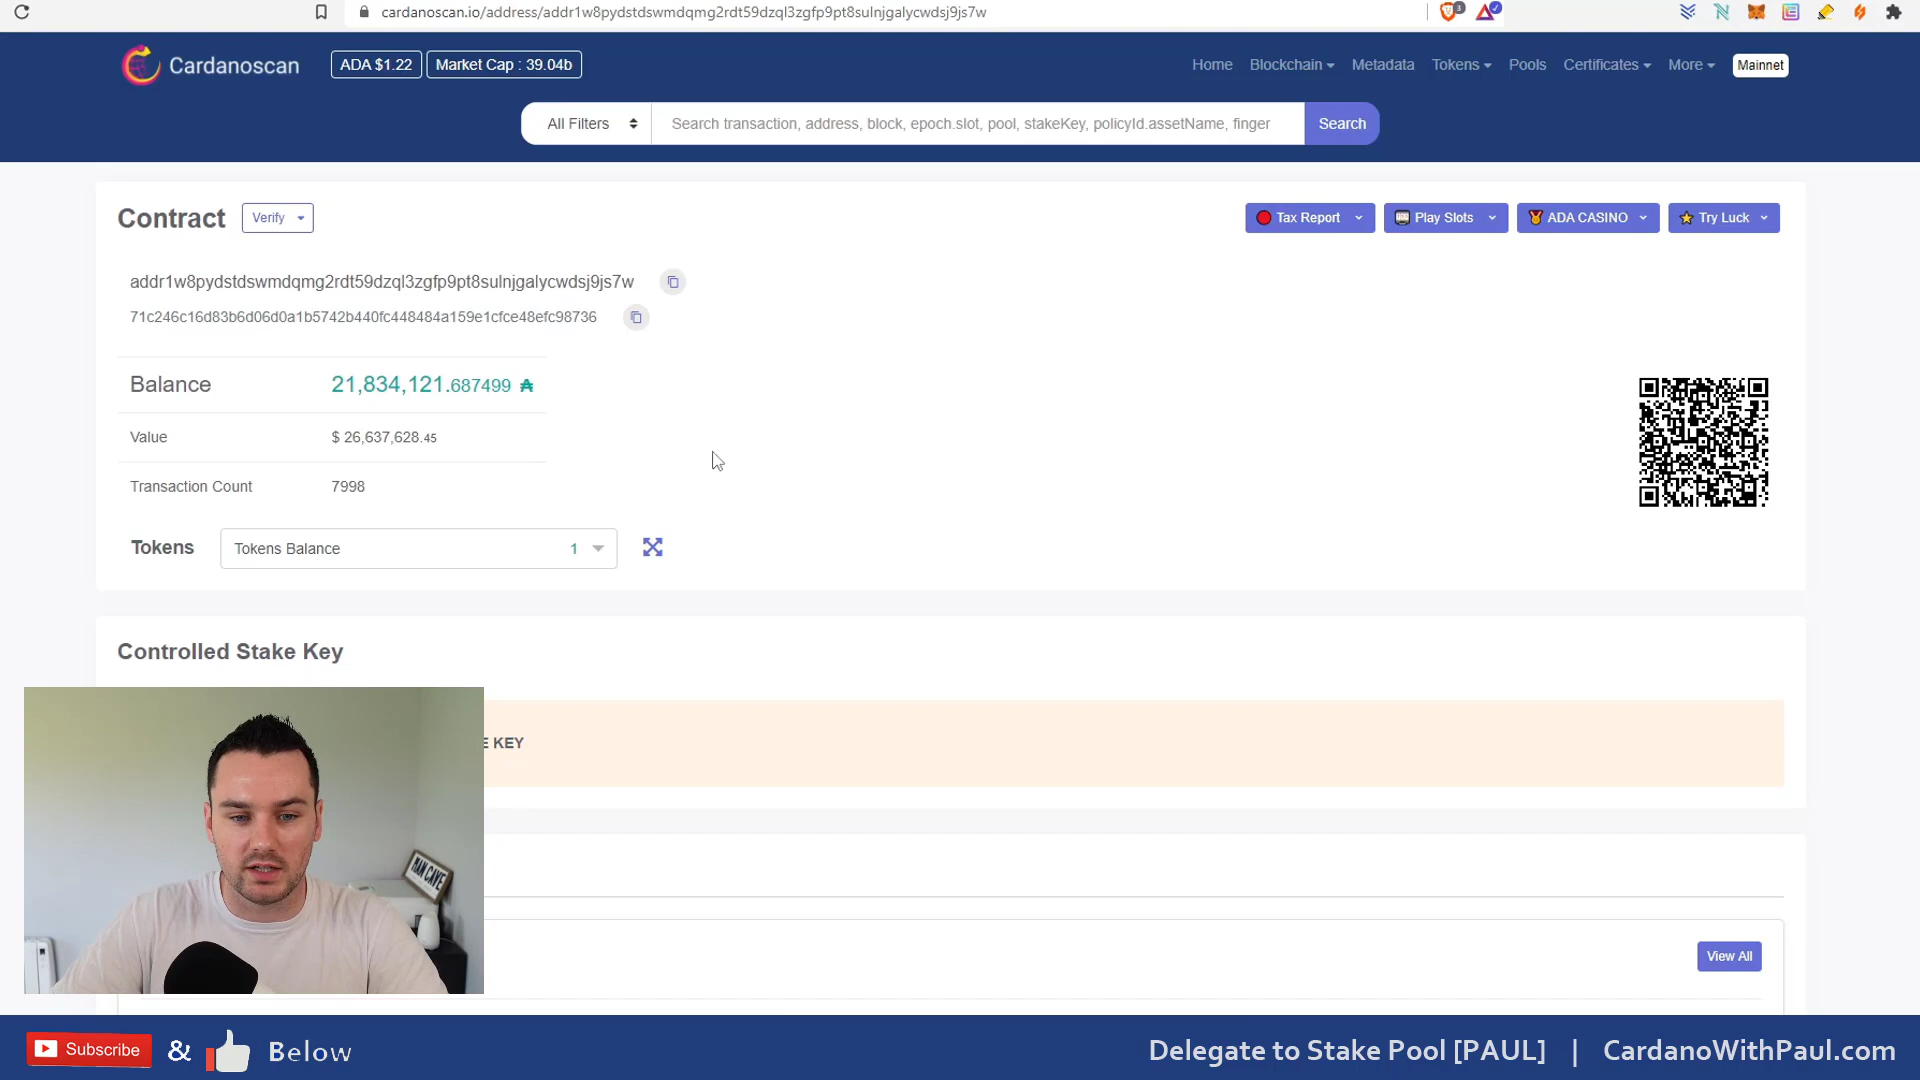 cardanoscan.io/address/addr1w8pydstdswmdqmg2rdt59dzql3zgfp9pt8sulnjgalycwdsj9js7w
3
Cardanoscan
ADA $1.22
Market Cap : 39.04b
Home
Blockchain
Metadata
Tokens
Pools
Certificates
More
Mainnet
All Filters
Search transaction, address, block, epoch.slot, pool, stakeKey, policyId.assetName, finger
Search
Contract
Verify
Tax Report
Play Slots
ADA CASINO
Try Luck
addr1w8pydstdswmdqmg2rdt59dzql3zgfp9pt8sulnjgalycwdsj9js7w
71c246c16d83b6d06d0a1b5742b440fc448484a159e1cfce48efc98736
Balance
21,834,121.687499 ₳
Value
$ 26,637,628.45
Transaction Count
7998
Tokens
Tokens Balance
1
Controlled Stake Key
KEY
MAN CAVE
View All
Subscribe
& Below
Delegate to Stake Pool [PAUL] | CardanoWithPaul.com